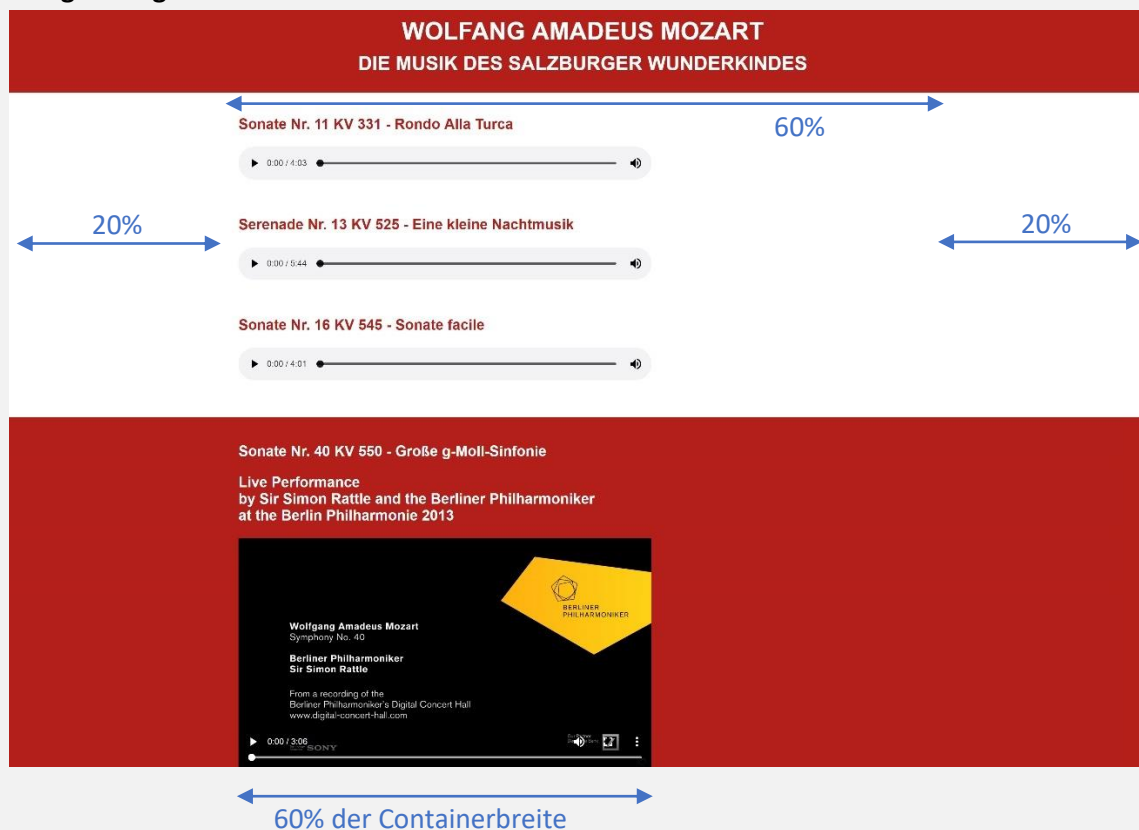 WOLFANG AMADEUS MOZART
DIE MUSIK DES SALZBURGER WUNDERKINDES
60%
Sonate Nr. 11 KV 331 - Rondo Alla Turca
0:00 / 4:03
20%
Serenade Nr. 13 KV 525 - Eine kleine Nachtmusik
20%
0:00 / 5:44
Sonate Nr. 16 KV 545 - Sonate facile
0:00 / 4:01
Sonate Nr. 40 KV 550 - Große g-Moll-Sinfonie
Live Performance
by Sir Simon Rattle and the Berliner Philharmoniker
at the Berlin Philharmonie 2013
BERLINER
PHILHARMONIKER
Wolfgang Amadeus Mozart
Symphony No. 40
Berliner Philharmoniker
Sir Simon Rattle
From a recording of the
Berliner Philharmoniker's Digital Concert Hall
www.digital-concert-hall.com
0:00 / 3:06
SONY
60% der Containerbreite